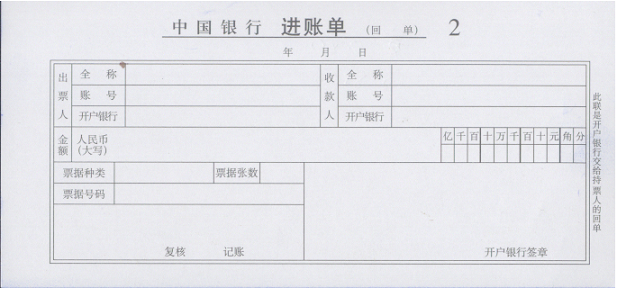 中国银行 进账单 (回 单) 2
年 月 日
出票人 全 称 收款人 全 称
账 号 账 号
开户银行 开户银行
金额 人民币(大写) 亿 千 百 十 万 千 百 十 元 角 分
票据种类 票据张数
票据号码
复核 记账 开户银行签章
此联是开户银行交给持票人的回单